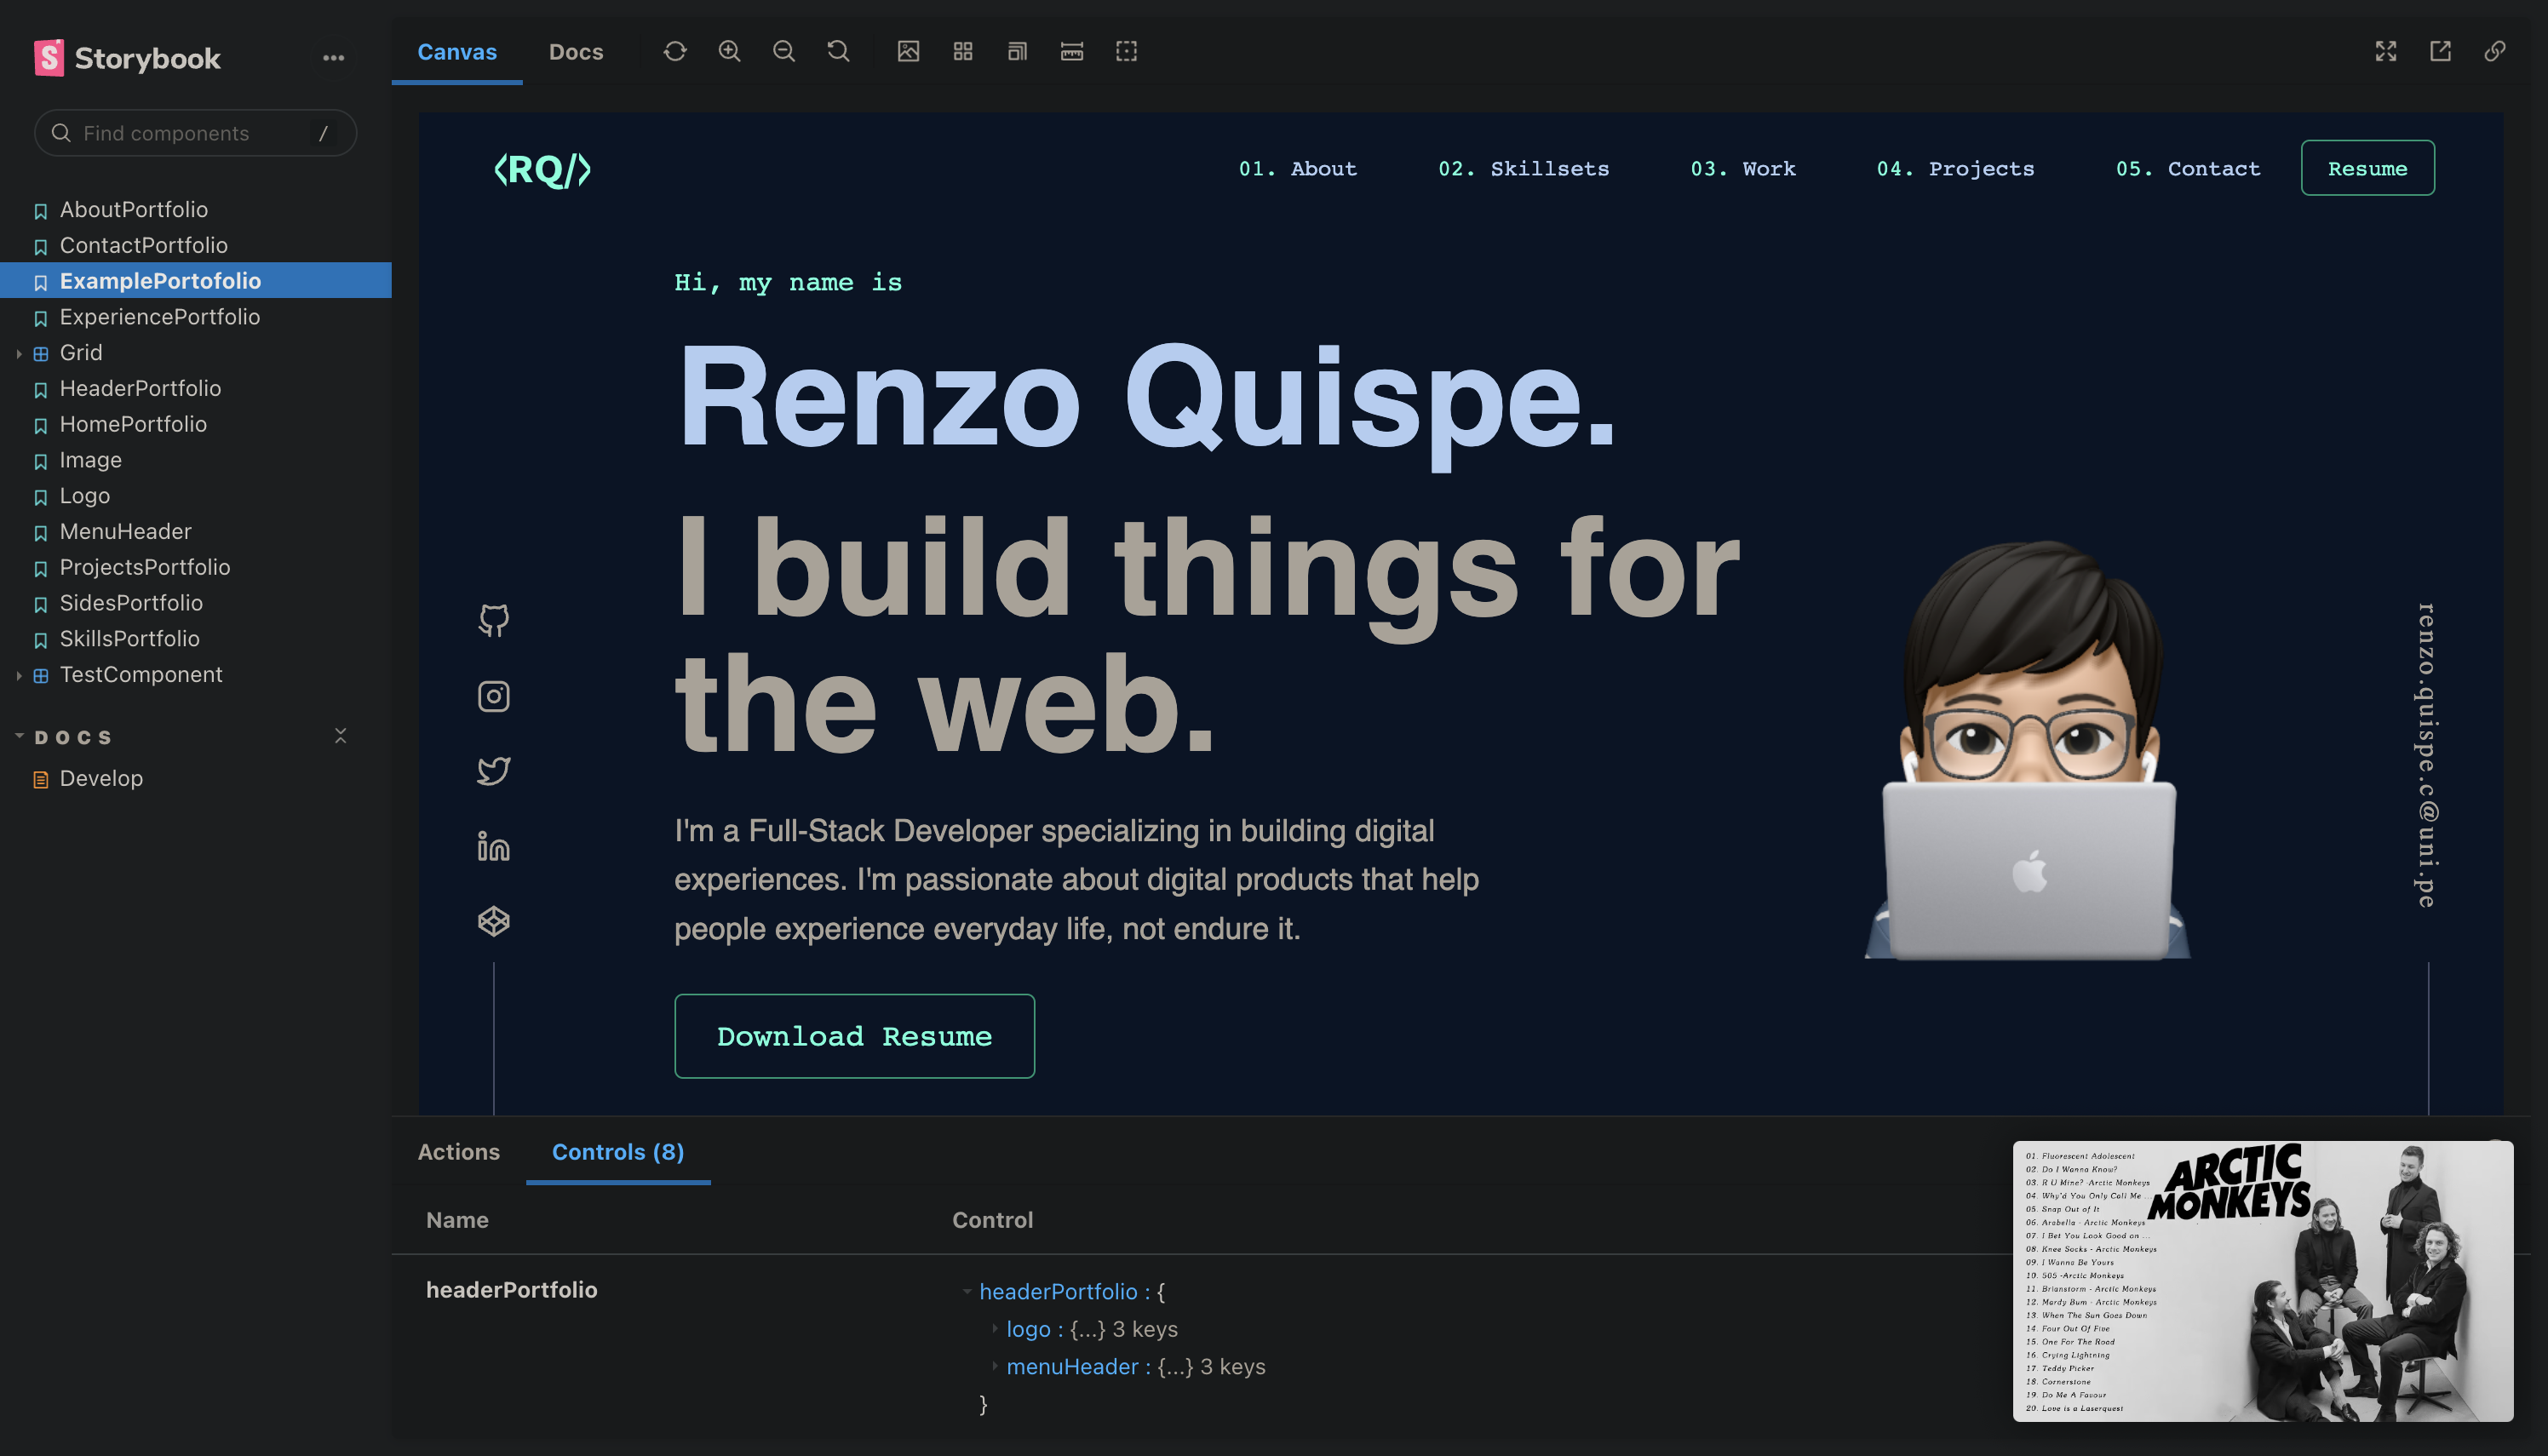 Storybook
Find components
/
AboutPortfolio
ContactPortfolio
ExamplePortofolio
ExperiencePortfolio
Grid
HeaderPortfolio
HomePortfolio
Image
Logo
MenuHeader
ProjectsPortfolio
SidesPortfolio
SkillsPortfolio
TestComponent
DOCS
Develop
Canvas
Docs
<RQ/>
01. About
02. Skillsets
03. Work
04. Projects
05. Contact
Resume
Hi, my name is
Renzo Quispe.
I build things for
the web.
I'm a Full-Stack Developer specializing in building digital
experiences. I'm passionate about digital products that help
people experience everyday life, not endure it.
Download Resume
renzo.quispe.c@uni.pe
Actions
Controls (8)
Name
Control
headerPortfolio
headerPortfolio : {
logo : {...} 3 keys
menuHeader : {...} 3 keys
}
ARCTIC
MONKEYS
01. Fluorescent Adolescent
02. Do I Wanna Know?
03. R U Mine? -Arctic Monkeys
04. Why'd You Only Call Me ...
05. Snap Out of It
06. Arabella - Arctic Monkeys
07. I Bet You Look Good on ...
08. Knee Socks - Arctic Monkeys
09. I Wanna Be Yours
10. 505 -Arctic Monkeys
11. Brianstorm - Arctic Monkeys
12. Mardy Bum - Arctic Monkeys
13. When The Sun Goes Down
14. Four Out Of Five
15. One For The Road
16. Crying Lightning
17. Teddy Picker
18. Cornerstone
19. Do Me A Favour
20. Love is a Laserquest